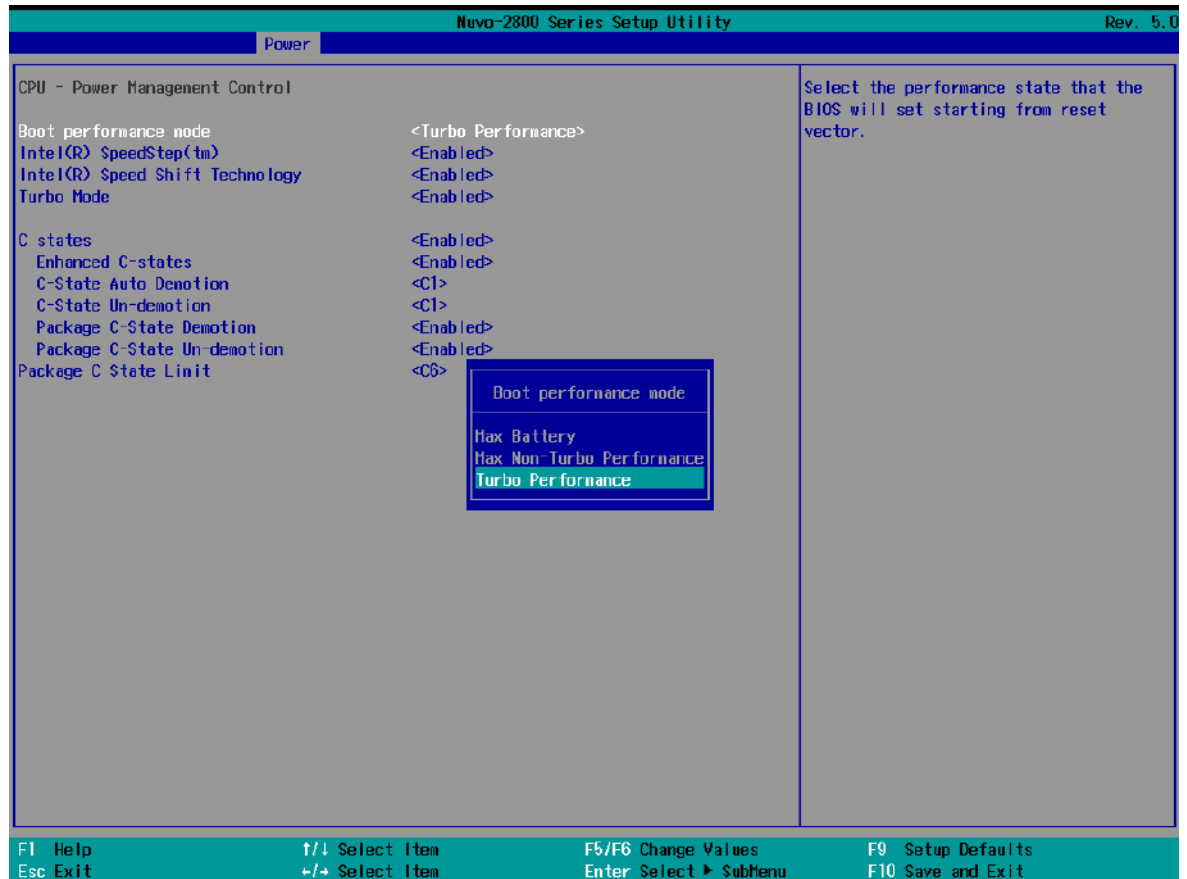 Nuvo-2800 Series Setup Utility Rev. 5.0
Power
CPU - Power Management Control
Boot performance mode <Turbo Performance>
Intel(R) SpeedStep(tm) <Enabled>
Intel(R) Speed Shift Technology <Enabled>
Turbo Mode <Enabled>
C states <Enabled>
Enhanced C-states <Enabled>
C-State Auto Demotion <C1>
C-State Un-demotion <C1>
Package C-State Demotion <Enabled>
Package C-State Un-demotion <Enabled>
Package C State Limit <C6>
Boot performance mode
Max Battery
Max Non-Turbo Performance
Turbo Performance
Select the performance state that the
BIOS will set starting from reset
vector.
F1 Help ↑/↓ Select Item F5/F6 Change Values F9 Setup Defaults
Esc Exit ←/→ Select Item Enter Select ► SubMenu F10 Save and Exit